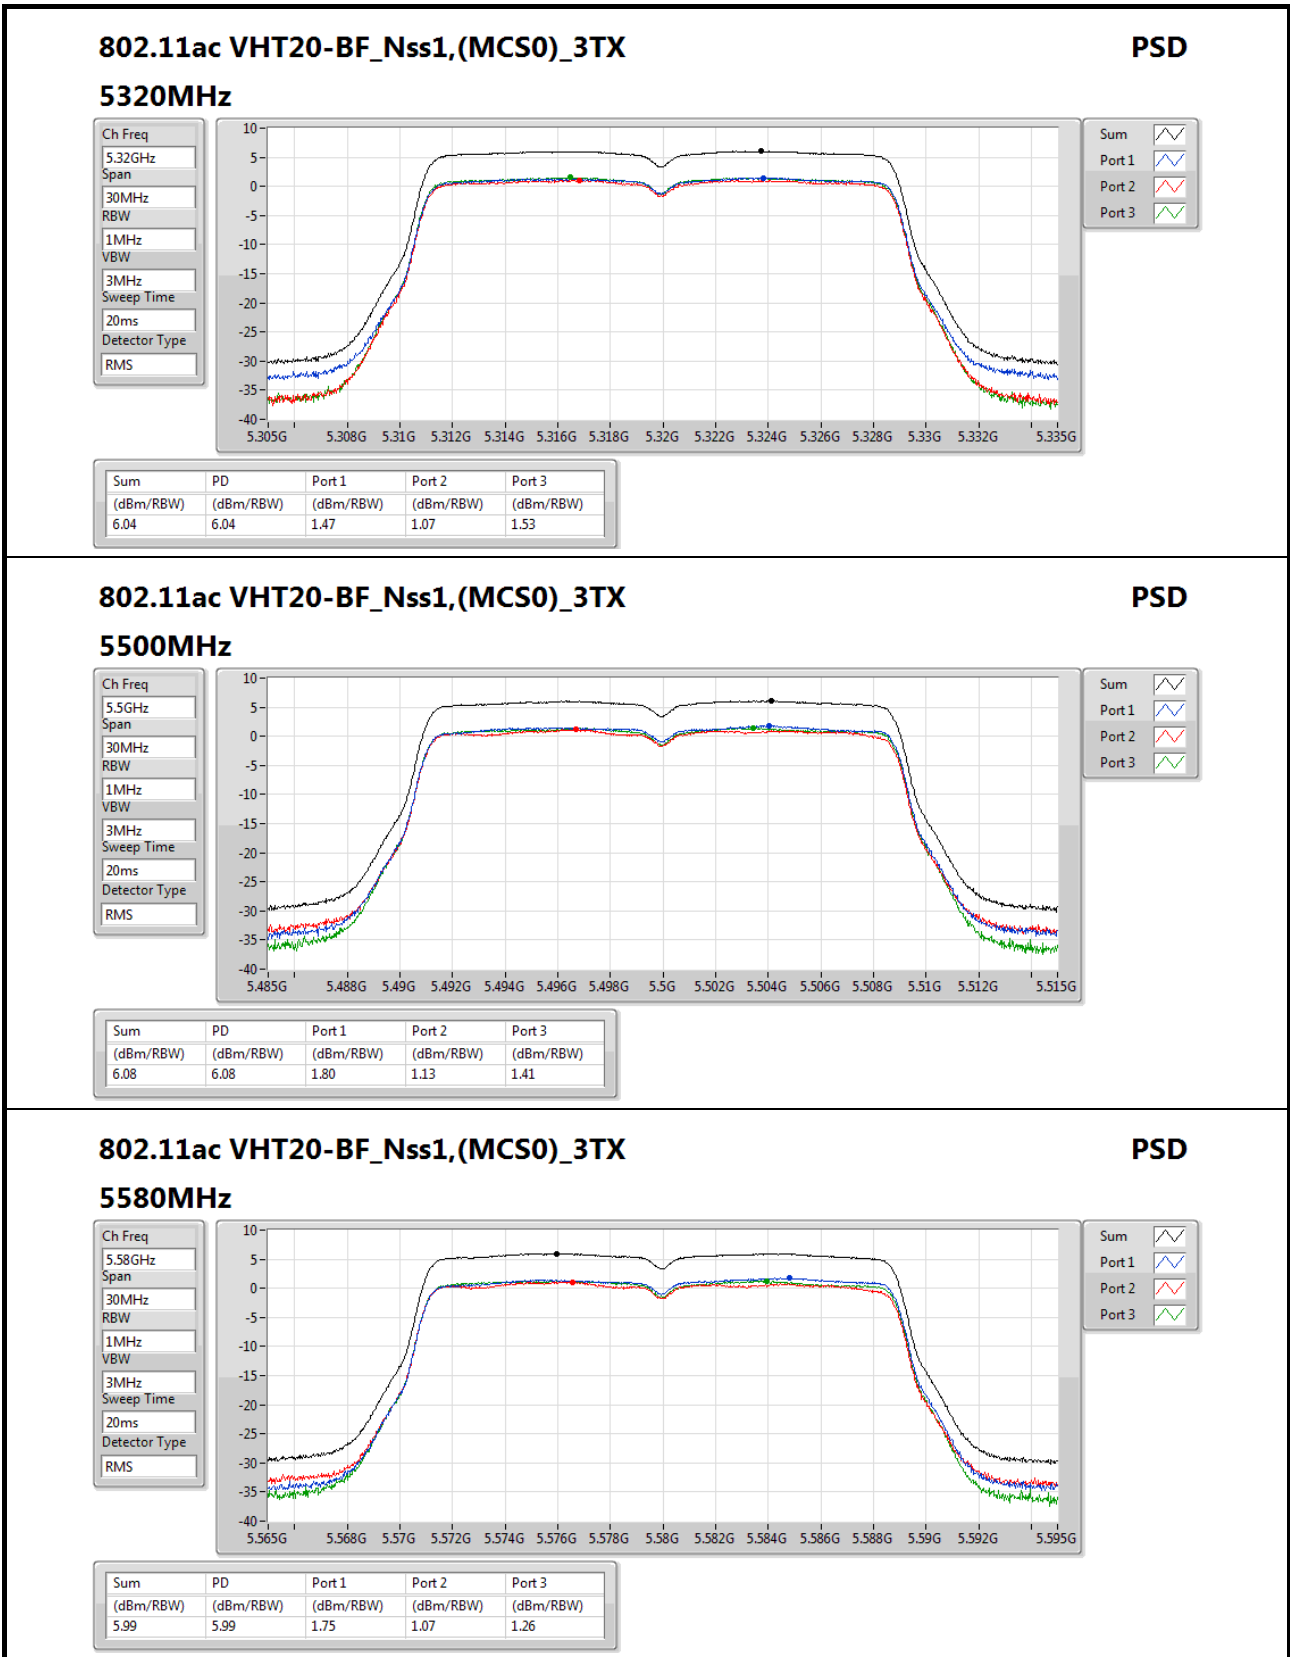 802.11ac VHT20-BF_Nss1,(MCS0)_3TX PSD
5320MHz
Ch Freq
5.32GHz
Span
30MHz
RBW
1MHz
VBW
3MHz
Sweep Time
20ms
Detector Type
RMS
10
5
0
-5
-10
-15
-20
-25
-30
-35
-40
5.305G 5.308G 5.31G 5.312G 5.314G 5.316G 5.318G 5.32G 5.322G 5.324G 5.326G 5.328G 5.33G 5.332G 5.335G
Sum
Port 1
Port 2
Port 3
Sum PD Port 1 Port 2 Port 3
(dBm/RBW) (dBm/RBW) (dBm/RBW) (dBm/RBW) (dBm/RBW)
6.04 6.04 1.47 1.07 1.53
802.11ac VHT20-BF_Nss1,(MCS0)_3TX PSD
5500MHz
Ch Freq
5.5GHz
Span
30MHz
RBW
1MHz
VBW
3MHz
Sweep Time
20ms
Detector Type
RMS
10
5
0
-5
-10
-15
-20
-25
-30
-35
-40
5.485G 5.488G 5.49G 5.492G 5.494G 5.496G 5.498G 5.5G 5.502G 5.504G 5.506G 5.508G 5.51G 5.512G 5.515G
Sum
Port 1
Port 2
Port 3
Sum PD Port 1 Port 2 Port 3
(dBm/RBW) (dBm/RBW) (dBm/RBW) (dBm/RBW) (dBm/RBW)
6.08 6.08 1.80 1.13 1.41
802.11ac VHT20-BF_Nss1,(MCS0)_3TX PSD
5580MHz
Ch Freq
5.58GHz
Span
30MHz
RBW
1MHz
VBW
3MHz
Sweep Time
20ms
Detector Type
RMS
10
5
0
-5
-10
-15
-20
-25
-30
-35
-40
5.565G 5.568G 5.57G 5.572G 5.574G 5.576G 5.578G 5.58G 5.582G 5.584G 5.586G 5.588G 5.59G 5.592G 5.595G
Sum
Port 1
Port 2
Port 3
Sum PD Port 1 Port 2 Port 3
(dBm/RBW) (dBm/RBW) (dBm/RBW) (dBm/RBW) (dBm/RBW)
5.99 5.99 1.75 1.07 1.26